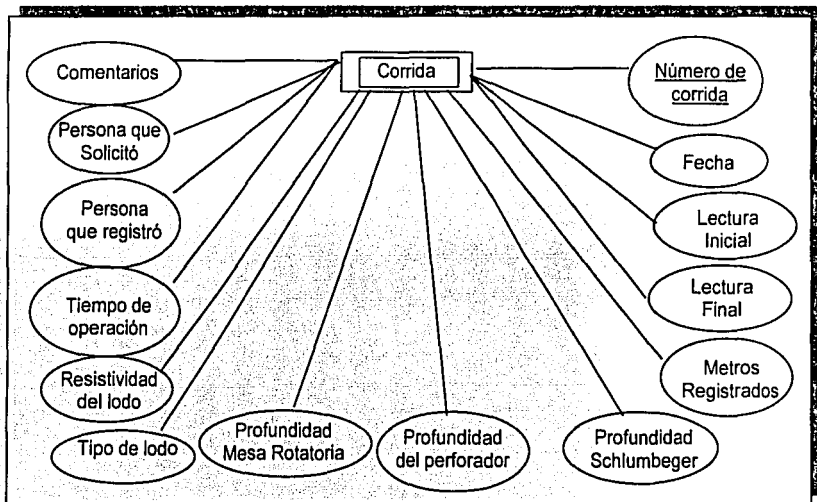 Corrida
Comentarios
Persona que
Solicitó
Persona
que registró
Tiempo de
operación
Resistividad
del lodo
Tipo de lodo
Profundidad
Mesa Rotatoria
Profundidad
del perforador
Profundidad
Schlumbeger
Número de
corrida
Fecha
Lectura
Inicial
Lectura
Final
Metros
Registrados